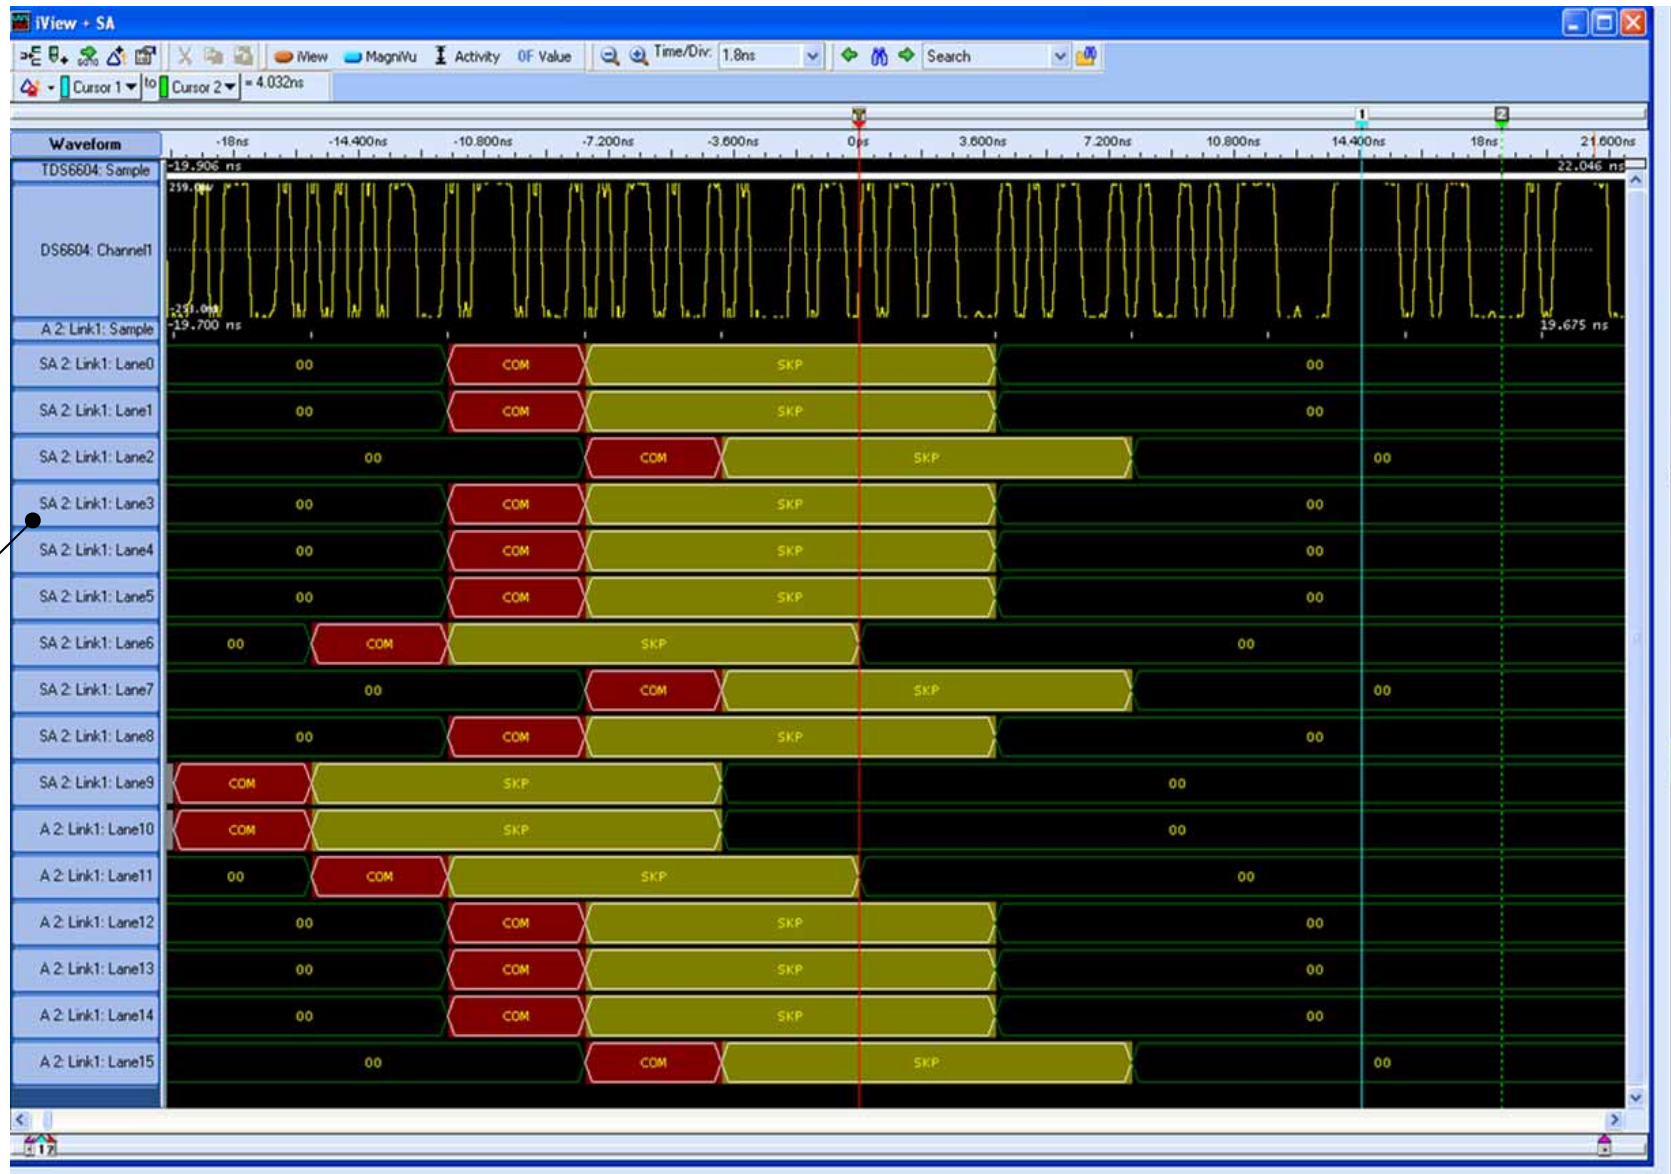 iView + SA
iView MagniVu Activity 0F Value Time/Div: 1.8ns Search
Cursor 1 to Cursor 2 = 4.032ns
1 2
Waveform -18ns -14.400ns -10.800ns -7.200ns -3.600ns 0ps 3.600ns 7.200ns 10.800ns 14.400ns 18ns 21.600ns
TDS6604: Sample -19.906 ns 22.046 ns
DS6604: Channel1
A 2: Link1: Sample -19.700 ns 19.675 ns
SA 2: Link1: Lane0 00 COM SKP 00
SA 2: Link1: Lane1 00 COM SKP 00
SA 2: Link1: Lane2 00 COM SKP 00
SA 2: Link1: Lane3 00 COM SKP 00
SA 2: Link1: Lane4 00 COM SKP 00
SA 2: Link1: Lane5 00 COM SKP 00
SA 2: Link1: Lane6 00 COM SKP 00
SA 2: Link1: Lane7 00 COM SKP 00
SA 2: Link1: Lane8 00 COM SKP 00
SA 2: Link1: Lane9 COM SKP 00
A 2: Link1: Lane10 COM SKP 00
A 2: Link1: Lane11 00 COM SKP 00
A 2: Link1: Lane12 00 COM SKP 00
A 2: Link1: Lane13 00 COM SKP 00
A 2: Link1: Lane14 00 COM SKP 00
A 2: Link1: Lane15 00 COM SKP 00